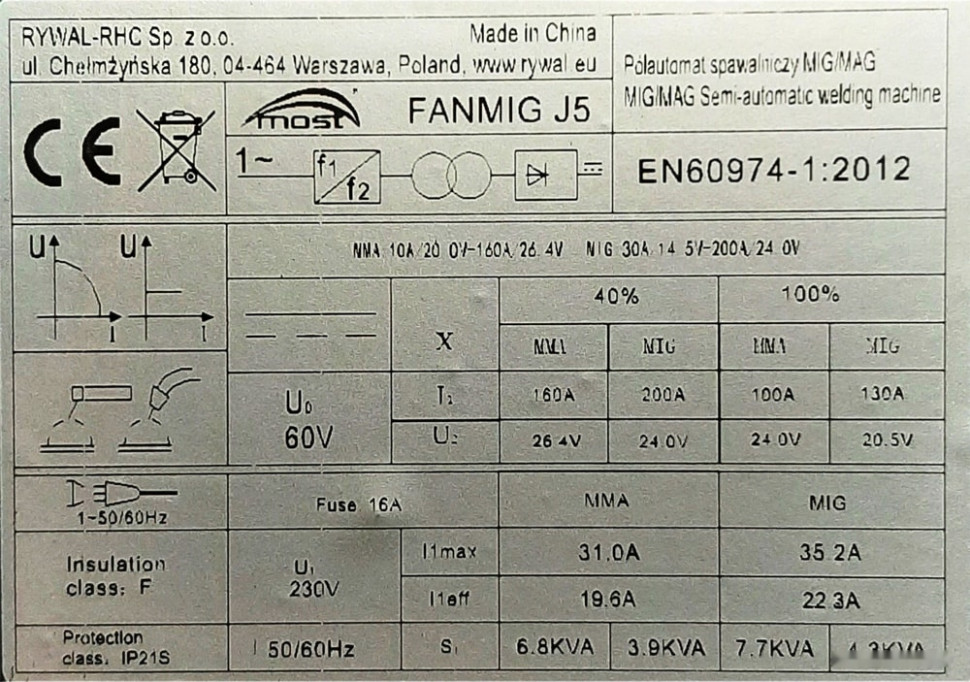 RYWAL-RHC Sp. z o.o. Made in China
ul. Chełmżyńska 180, 04-464 Warszawa, Poland, www.rywal.eu
Półautomat spawalniczy MIG/MAG
MIG/MAG Semi-automatic welding machine
CE
most FANMIG J5
1~ f1 f2
EN60974-1:2012
U I U I
MMA 10A/20.0V-160A/26.4V MIG 30A/14.5V-200A/24.0V
X 40% 100%
MMA MIG MMA MIG
U0 60V
I2 160A 200A 100A 130A
U2 26.4V 24.0V 24.0V 20.5V
1~50/60Hz
Fuse 16A MMA MIG
Insulation class: F
U1 230V
I1max 31.0A 35.2A
I1eff 19.6A 22.3A
Protection class. IP21S
50/60Hz S1 6.8KVA 3.9KVA 7.7KVA